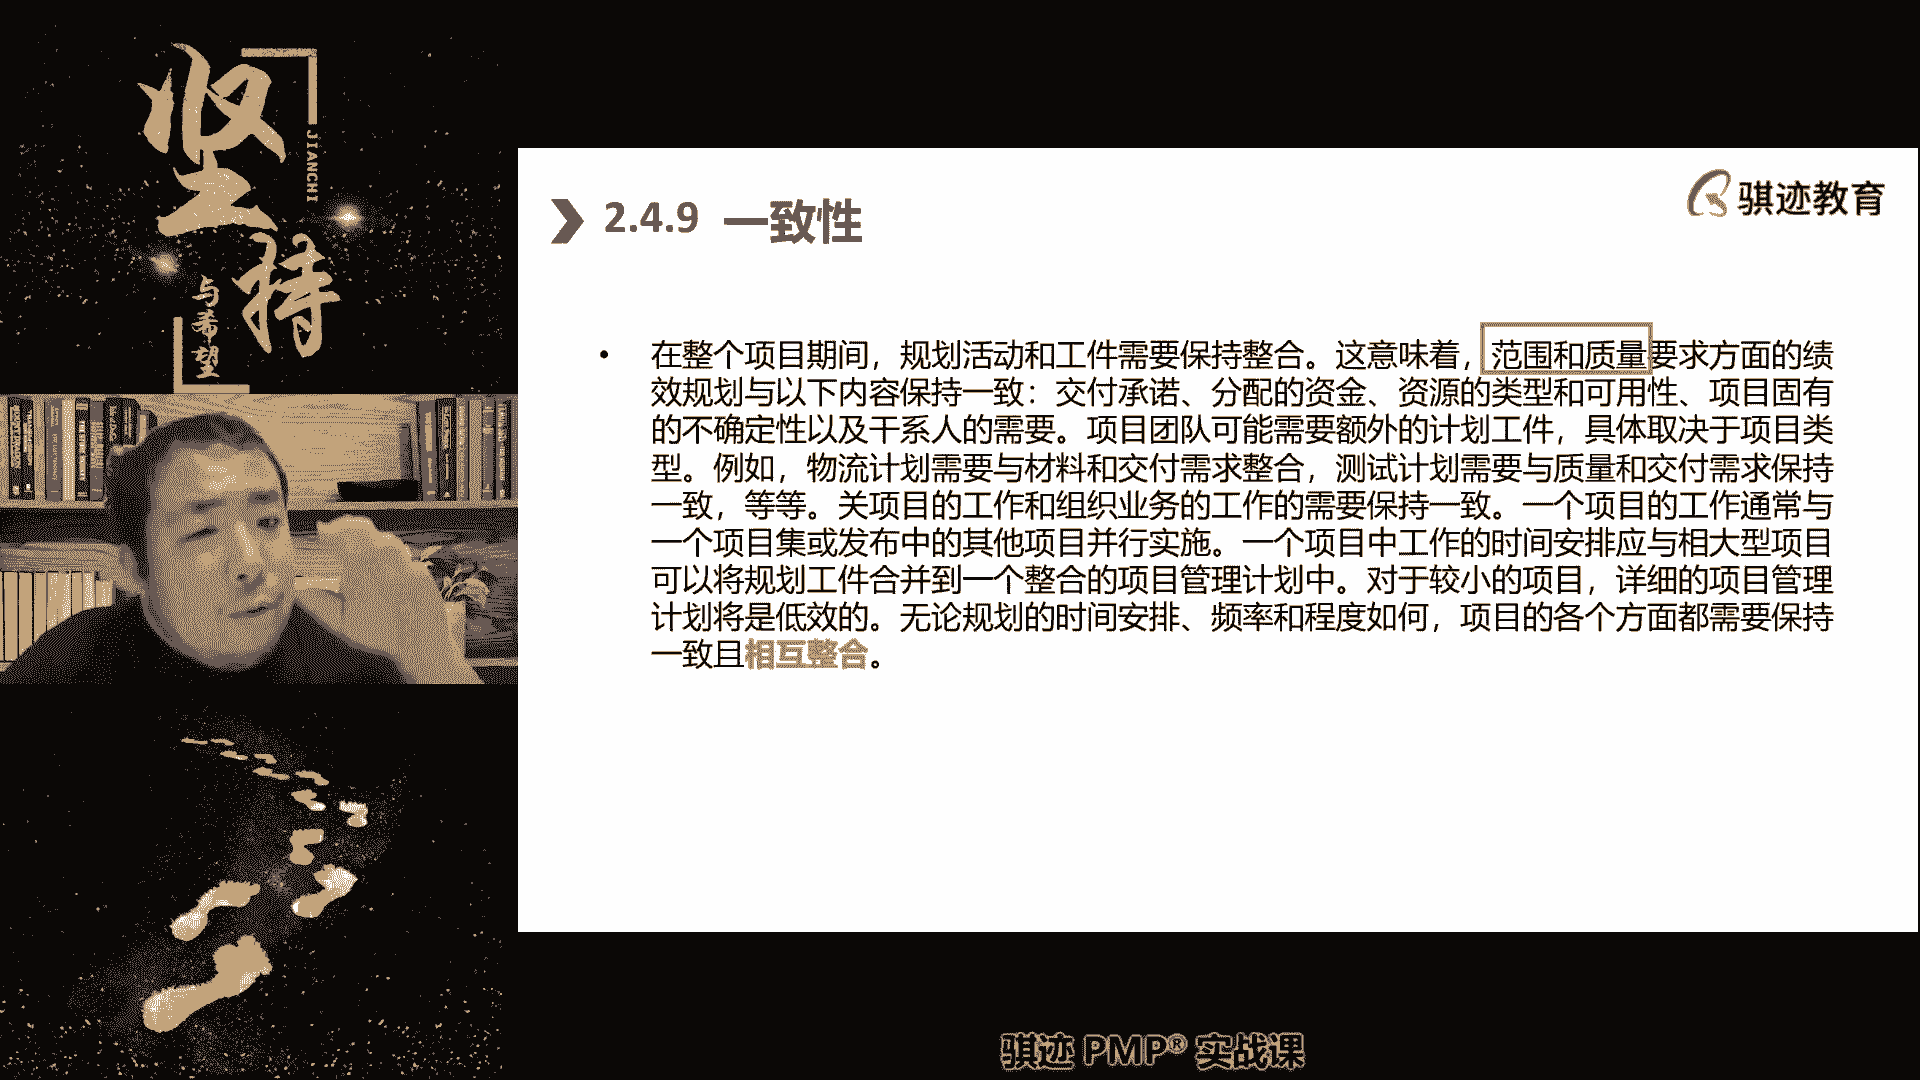 坚持
JIANCHI
与希望
骐迹教育
2.4.9 一致性
• 在整个项目期间，规划活动和工件需要保持整合。这意味着，范围和质量要求方面的绩
效规划与以下内容保持一致：交付承诺、分配的资金、资源的类型和可用性、项目固有
的不确定性以及干系人的需要。项目团队可能需要额外的计划工件，具体取决于项目类
型。例如，物流计划需要与材料和交付需求整合，测试计划需要与质量和交付需求保持
一致，等等。关项目的工作和组织业务的工作的需要保持一致。一个项目的工作通常与
一个项目集或发布中的其他项目并行实施。一个项目中工作的时间安排应与相大型项目
可以将规划工件合并到一个整合的项目管理计划中。对于较小的项目，详细的项目管理
计划将是低效的。无论规划的时间安排、频率和程度如何，项目的各个方面都需要保持
一致且相互整合。
骐迹 PMP® 实战课